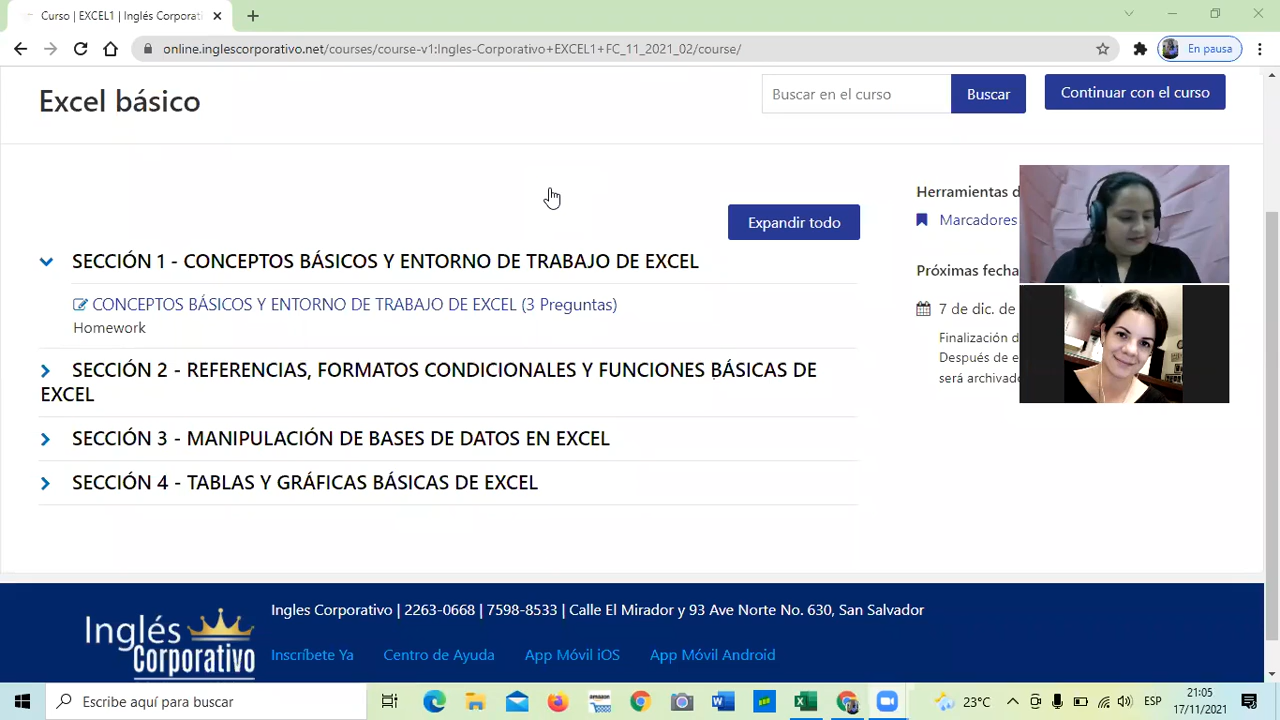 Curso | EXCEL1 | Inglés Corporati
online.inglescorporativo.net/courses/course-v1:Ingles-Corporativo+EXCEL1+FC_11_2021_02/course/
En pausa
Excel básico
Buscar en el curso
Buscar
Continuar con el curso
Expandir todo
SECCIÓN 1 - CONCEPTOS BÁSICOS Y ENTORNO DE TRABAJO DE EXCEL
CONCEPTOS BÁSICOS Y ENTORNO DE TRABAJO DE EXCEL (3 Preguntas)
Homework
SECCIÓN 2 - REFERENCIAS, FORMATOS CONDICIONALES Y FUNCIONES BÁSICAS DE
EXCEL
SECCIÓN 3 - MANIPULACIÓN DE BASES DE DATOS EN EXCEL
SECCIÓN 4 - TABLAS Y GRÁFICAS BÁSICAS DE EXCEL
Herramientas d
Marcadores
Próximas fecha
7 de dic. de
Finalización d
Después de e
será archivado
Inglés
Corporativo
Ingles Corporativo | 2263-0668 | 7598-8533 | Calle El Mirador y 93 Ave Norte No. 630, San Salvador
Inscríbete Ya
Centro de Ayuda
App Móvil iOS
App Móvil Android
Escribe aquí para buscar
amazon
23°C
ESP
21:05
17/11/2021